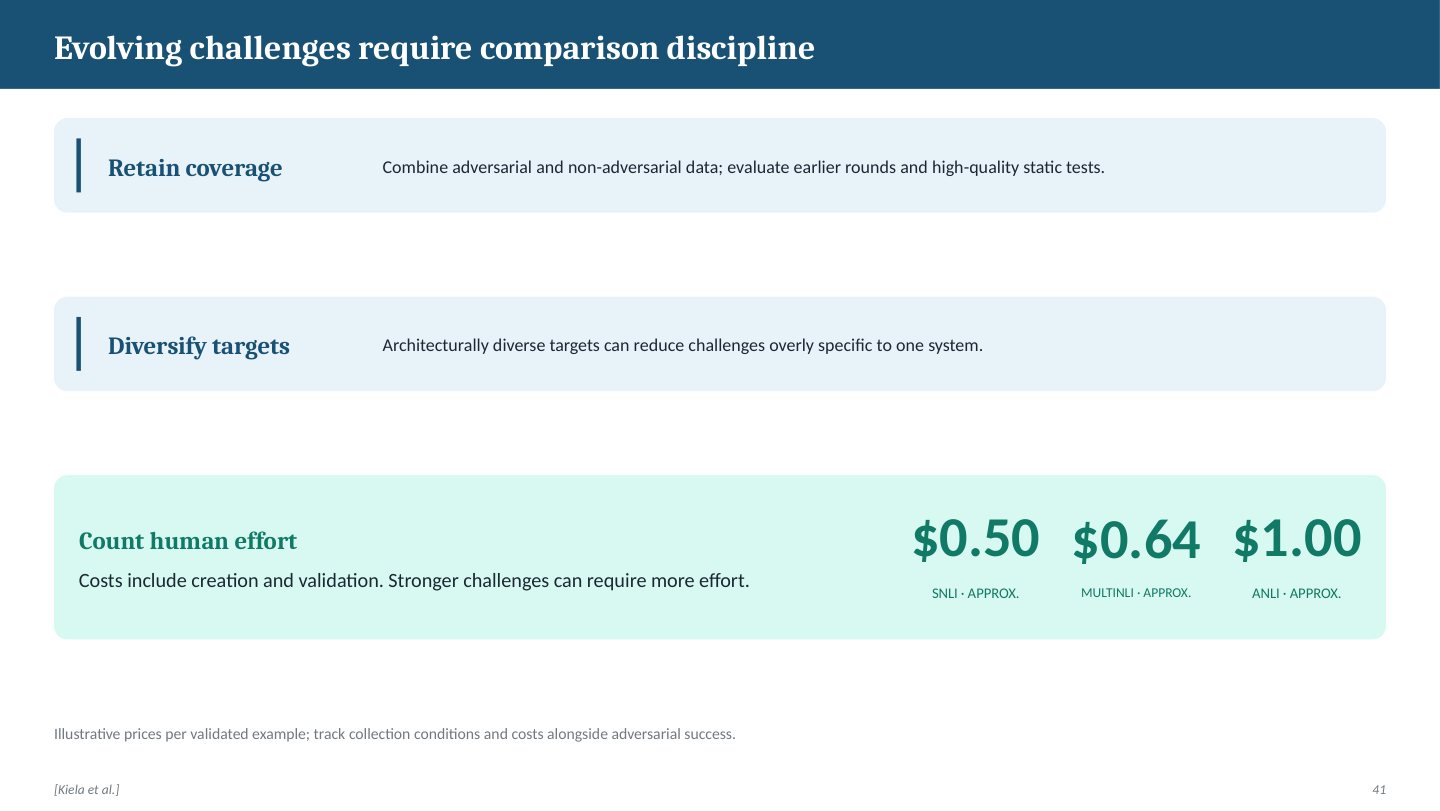 Evolving challenges require comparison discipline
Retain coverage
Combine adversarial and non-adversarial data; evaluate earlier rounds and high-quality static tests.
Diversify targets
Architecturally diverse targets can reduce challenges overly specific to one system.
Count human effort
Costs include creation and validation. Stronger challenges can require more effort.
$0.50
SNLI · APPROX.
$0.64
MULTINLI · APPROX.
$1.00
ANLI · APPROX.
Illustrative prices per validated example; track collection conditions and costs alongside adversarial success.
[Kiela et al.]
41